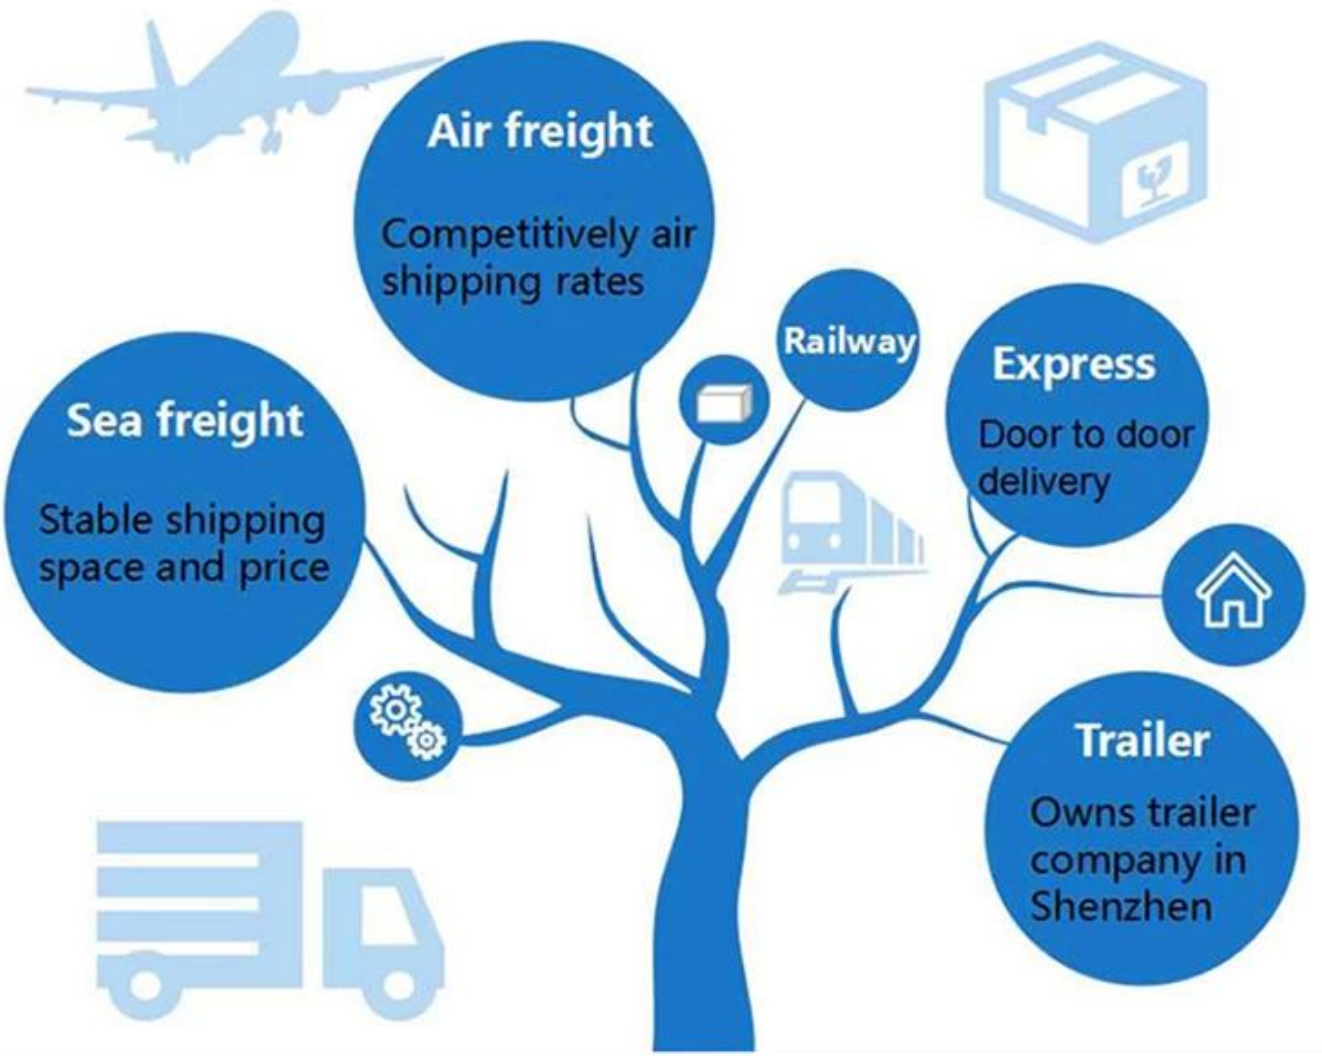 Air freight
Competitively air
shipping rates
Railway
Express
Door to door
delivery
Sea freight
Stable shipping
space and price
Trailer
Owns trailer
company in
Shenzhen